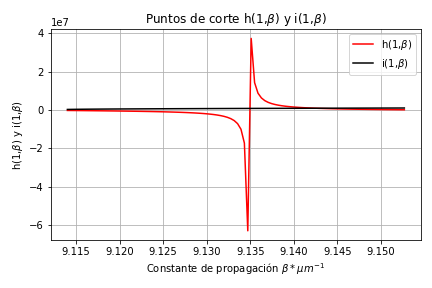 Puntos de corte h(1,β) y i(1,β)
1e7
h(1,β)
i(1,β)
h(1,β) y i(1,β)
4
2
0
−2
−4
−6
9.115 9.120 9.125 9.130 9.135 9.140 9.145 9.150
Constante de propagación β * μm⁻¹